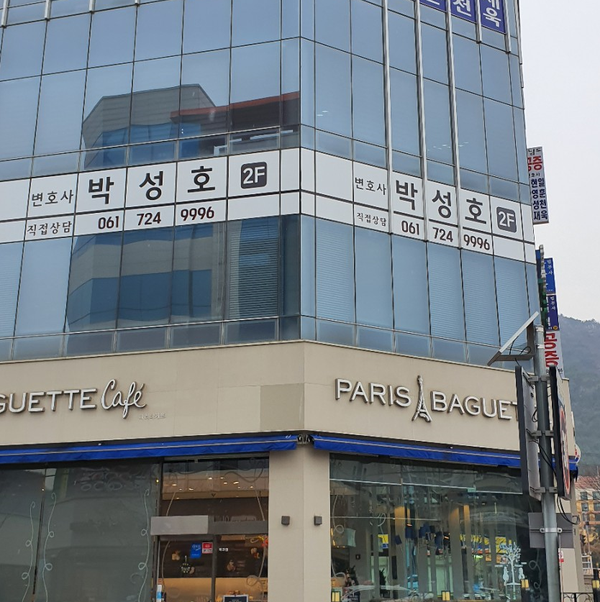 변호사 박성호 2F
직접상담 061 724 9996
변호사 박성호 2F
직접상담 061 724 9996
GUETTE Café
PARIS BAGUET